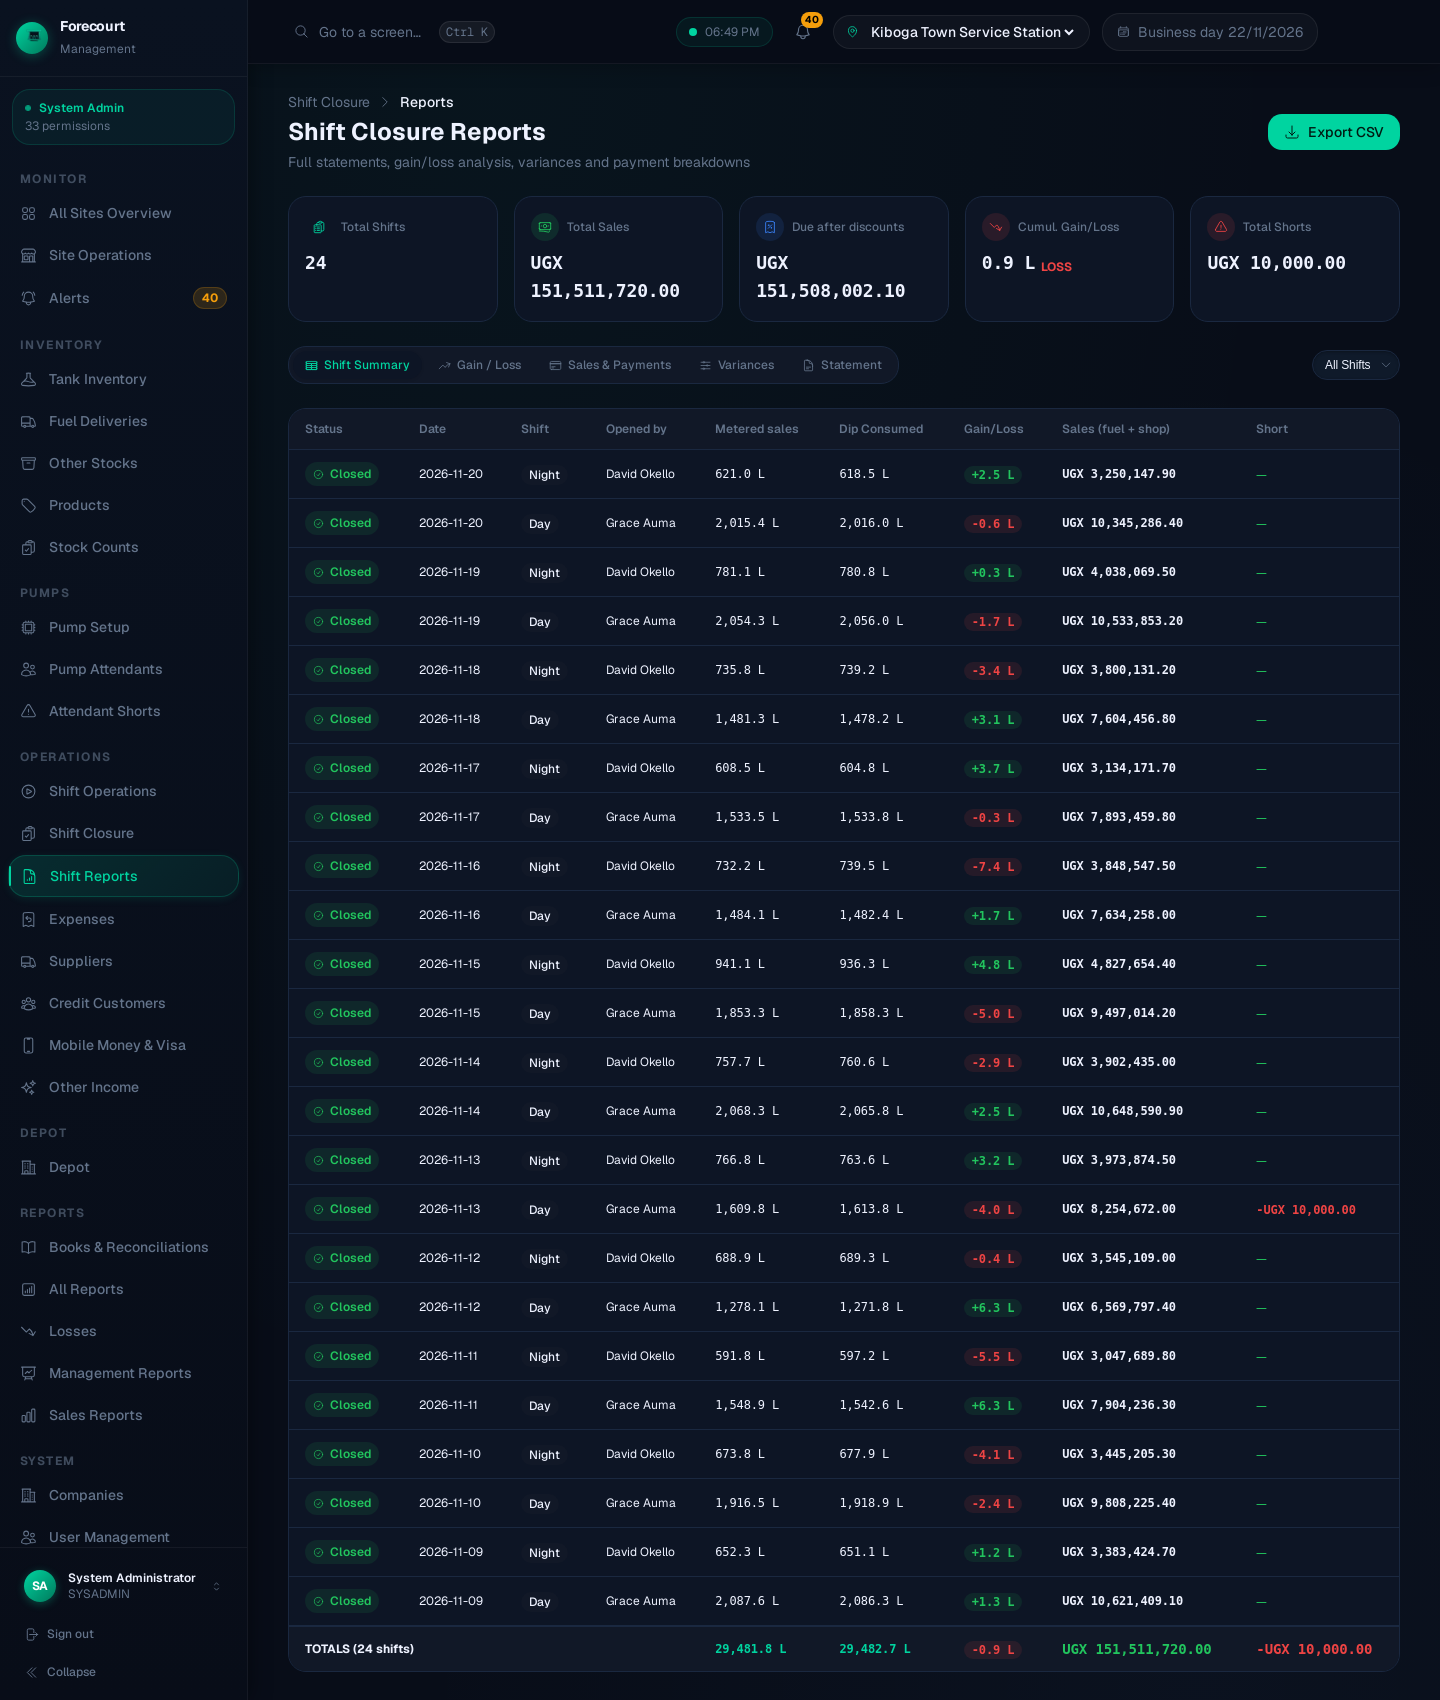 Forecourt
Management
Go to a screen... Ctrl K
06:49 PM
40
Kiboga Town Service Station
Business day 22/11/2026
System Admin
33 permissions
MONITOR
All Sites Overview
Site Operations
Alerts 40
INVENTORY
Tank Inventory
Fuel Deliveries
Other Stocks
Products
Stock Counts
PUMPS
Pump Setup
Pump Attendants
Attendant Shorts
OPERATIONS
Shift Operations
Shift Closure
Shift Reports
Expenses
Suppliers
Credit Customers
Mobile Money & Visa
Other Income
DEPOT
Depot
REPORTS
Books & Reconciliations
All Reports
Losses
Management Reports
Sales Reports
SYSTEM
Companies
User Management
SA System Administrator
SYSADMIN
Sign out
Collapse
Shift Closure > Reports
Shift Closure Reports
Full statements, gain/loss analysis, variances and payment breakdowns
Export CSV
Total Shifts
24
Total Sales
UGX
151,511,720.00
Due after discounts
UGX
151,508,002.10
Cumul. Gain/Loss
0.9 L LOSS
Total Shorts
UGX 10,000.00
Shift Summary Gain / Loss Sales & Payments Variances Statement
All Shifts
Status Date Shift Opened by Metered sales Dip Consumed Gain/Loss Sales (fuel + shop) Short
Closed 2026-11-20 Night David Okello 621.0 L 618.5 L +2.5 L UGX 3,250,147.90 —
Closed 2026-11-20 Day Grace Auma 2,015.4 L 2,016.0 L -0.6 L UGX 10,345,286.40 —
Closed 2026-11-19 Night David Okello 781.1 L 780.8 L +0.3 L UGX 4,038,069.50 —
Closed 2026-11-19 Day Grace Auma 2,054.3 L 2,056.0 L -1.7 L UGX 10,533,853.20 —
Closed 2026-11-18 Night David Okello 735.8 L 739.2 L -3.4 L UGX 3,800,131.20 —
Closed 2026-11-18 Day Grace Auma 1,481.3 L 1,478.2 L +3.1 L UGX 7,604,456.80 —
Closed 2026-11-17 Night David Okello 608.5 L 604.8 L +3.7 L UGX 3,134,171.70 —
Closed 2026-11-17 Day Grace Auma 1,533.5 L 1,533.8 L -0.3 L UGX 7,893,459.80 —
Closed 2026-11-16 Night David Okello 732.2 L 739.5 L -7.4 L UGX 3,848,547.50 —
Closed 2026-11-16 Day Grace Auma 1,484.1 L 1,482.4 L +1.7 L UGX 7,634,258.00 —
Closed 2026-11-15 Night David Okello 941.1 L 936.3 L +4.8 L UGX 4,827,654.40 —
Closed 2026-11-15 Day Grace Auma 1,853.3 L 1,858.3 L -5.0 L UGX 9,497,014.20 —
Closed 2026-11-14 Night David Okello 757.7 L 760.6 L -2.9 L UGX 3,902,435.00 —
Closed 2026-11-14 Day Grace Auma 2,068.3 L 2,065.8 L +2.5 L UGX 10,648,590.90 —
Closed 2026-11-13 Night David Okello 766.8 L 763.6 L +3.2 L UGX 3,973,874.50 —
Closed 2026-11-13 Day Grace Auma 1,609.8 L 1,613.8 L -4.0 L UGX 8,254,672.00 -UGX 10,000.00
Closed 2026-11-12 Night David Okello 688.9 L 689.3 L -0.4 L UGX 3,545,109.00 —
Closed 2026-11-12 Day Grace Auma 1,278.1 L 1,271.8 L +6.3 L UGX 6,569,797.40 —
Closed 2026-11-11 Night David Okello 591.8 L 597.2 L -5.5 L UGX 3,047,689.80 —
Closed 2026-11-11 Day Grace Auma 1,548.9 L 1,542.6 L +6.3 L UGX 7,904,236.30 —
Closed 2026-11-10 Night David Okello 673.8 L 677.9 L -4.1 L UGX 3,445,205.30 —
Closed 2026-11-10 Day Grace Auma 1,916.5 L 1,918.9 L -2.4 L UGX 9,808,225.40 —
Closed 2026-11-09 Night David Okello 652.3 L 651.1 L +1.2 L UGX 3,383,424.70 —
Closed 2026-11-09 Day Grace Auma 2,087.6 L 2,086.3 L +1.3 L UGX 10,621,409.10 —
TOTALS (24 shifts) 29,481.8 L 29,482.7 L -0.9 L UGX 151,511,720.00 -UGX 10,000.00